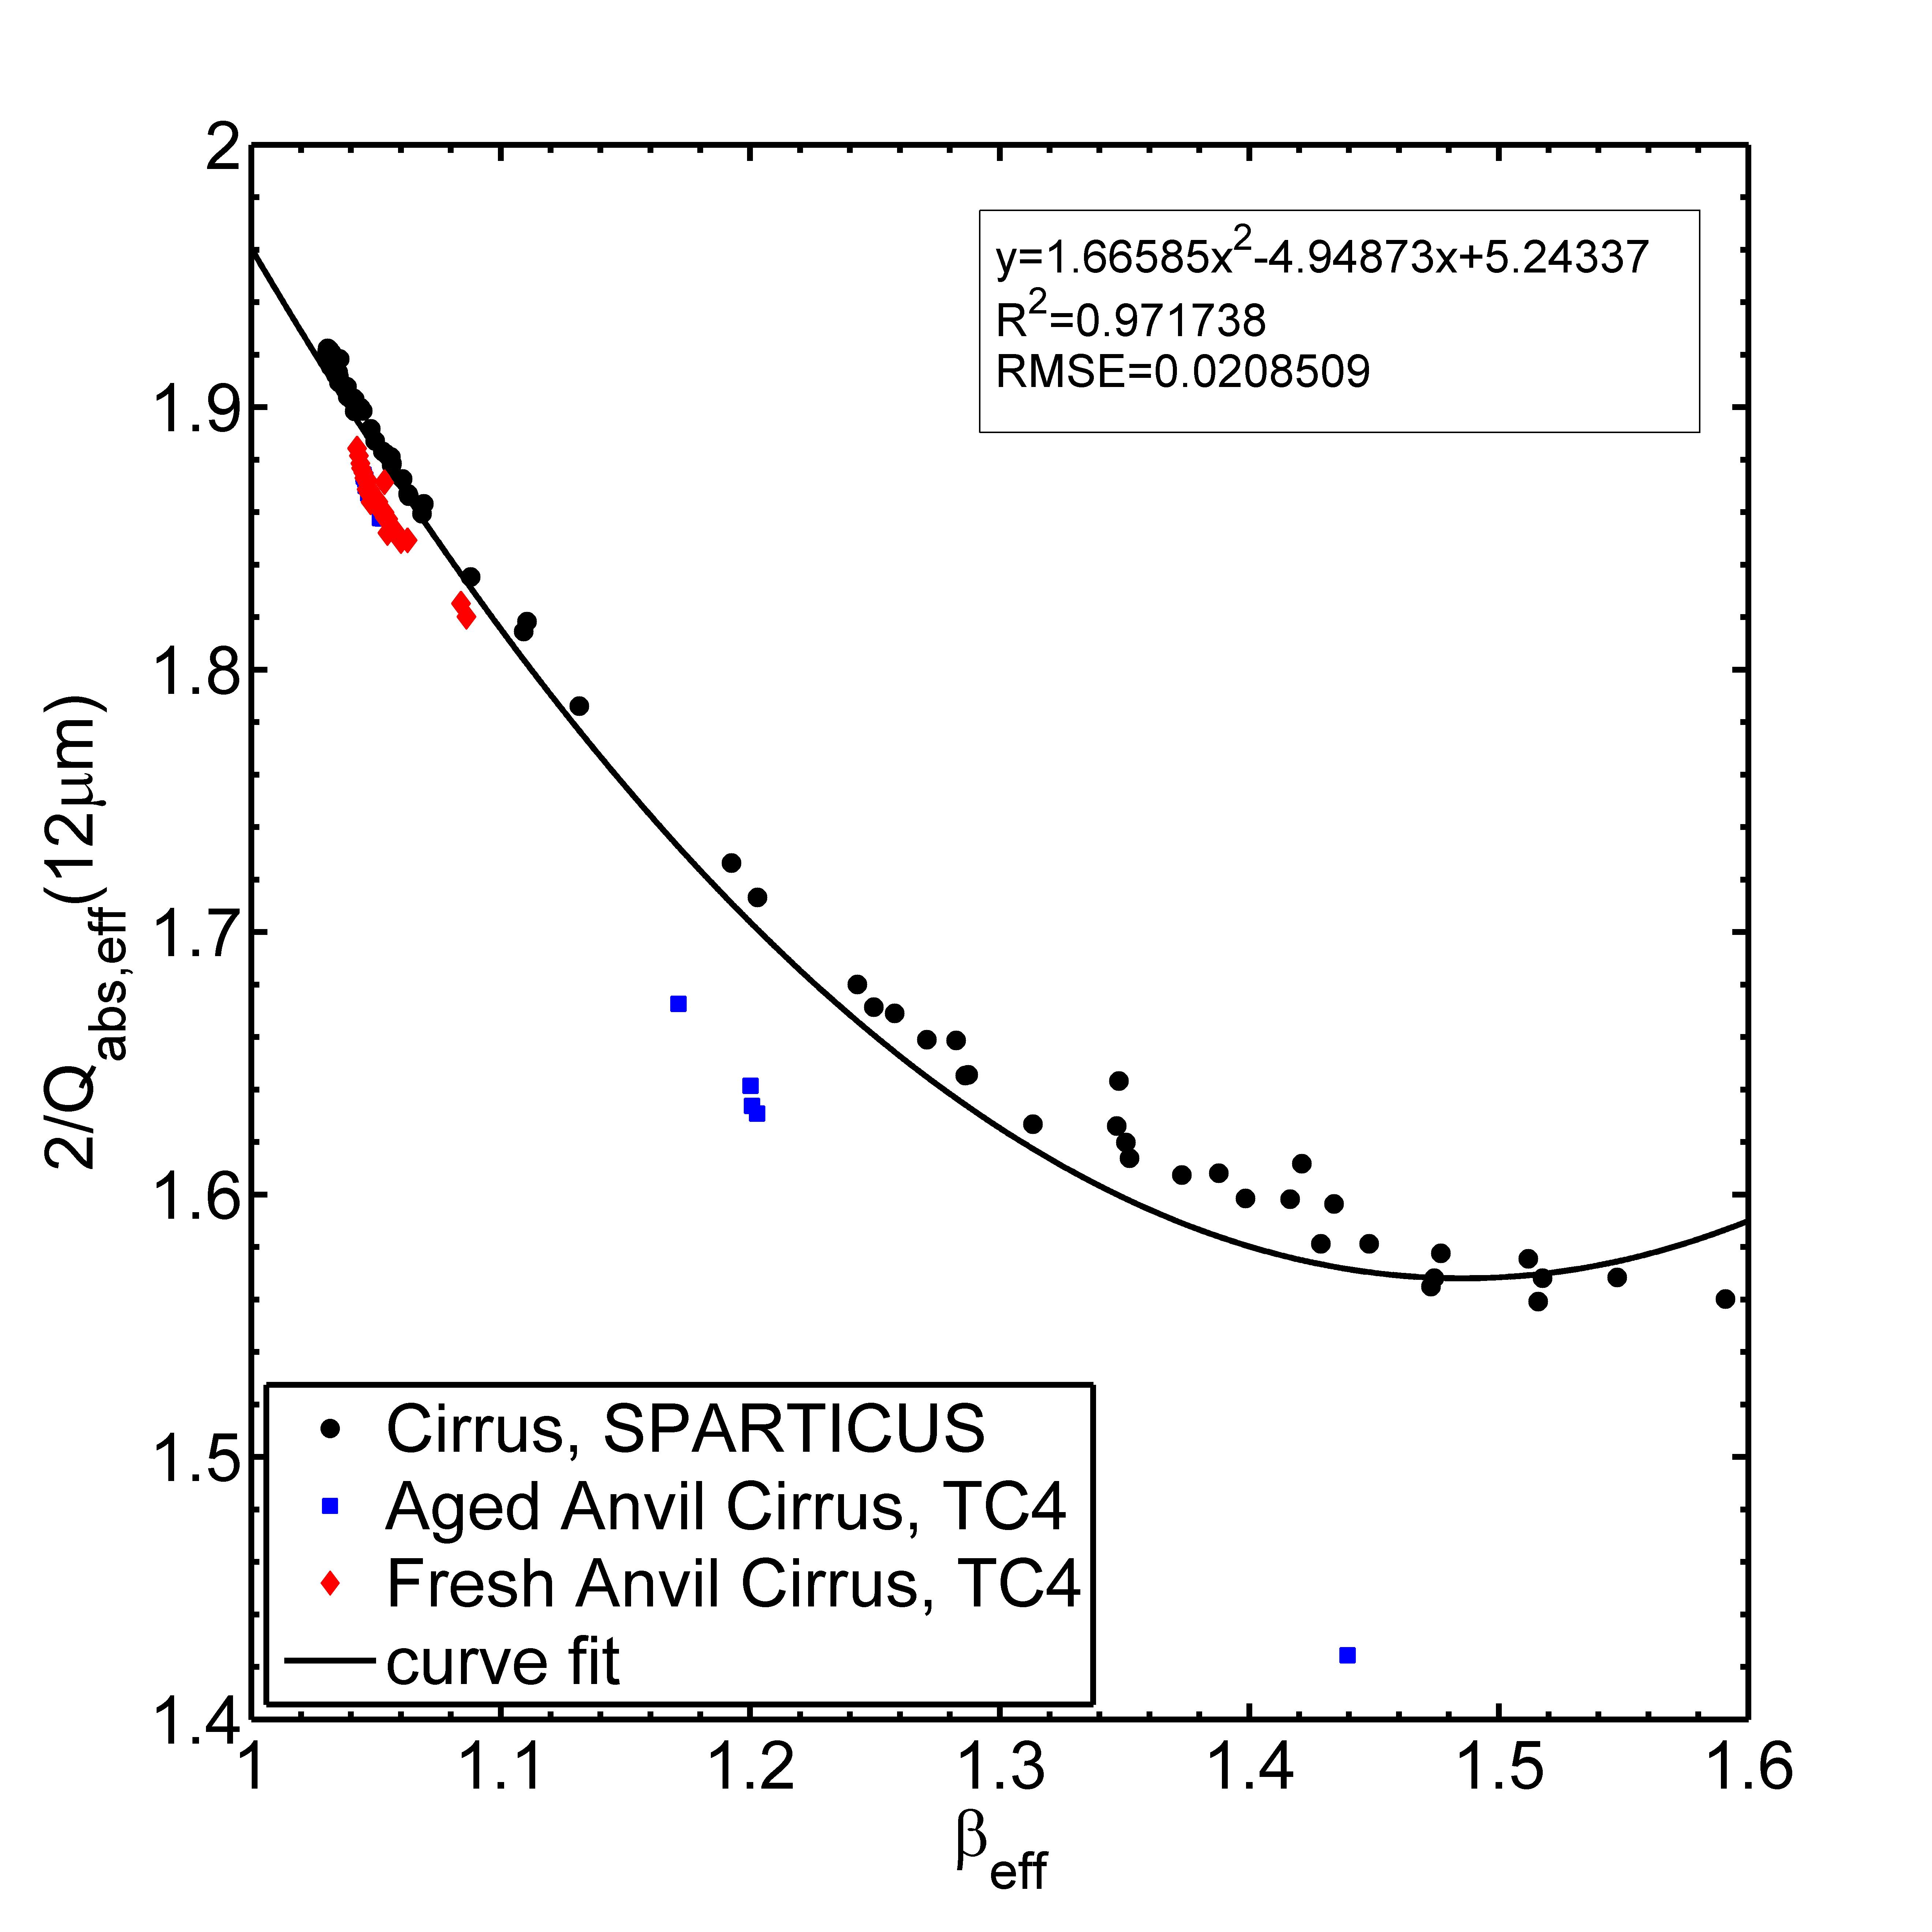 2
1.9
1.8
1.7
1.6
1.5
1.4
1 1.1 1.2 1.3 1.4 1.5 1.6
2/Qabs,eff(12μm)
βeff
y=1.66585x²-4.94873x+5.24337
R²=0.971738
RMSE=0.0208509
Cirrus, SPARTICUS
Aged Anvil Cirrus, TC4
Fresh Anvil Cirrus, TC4
curve fit